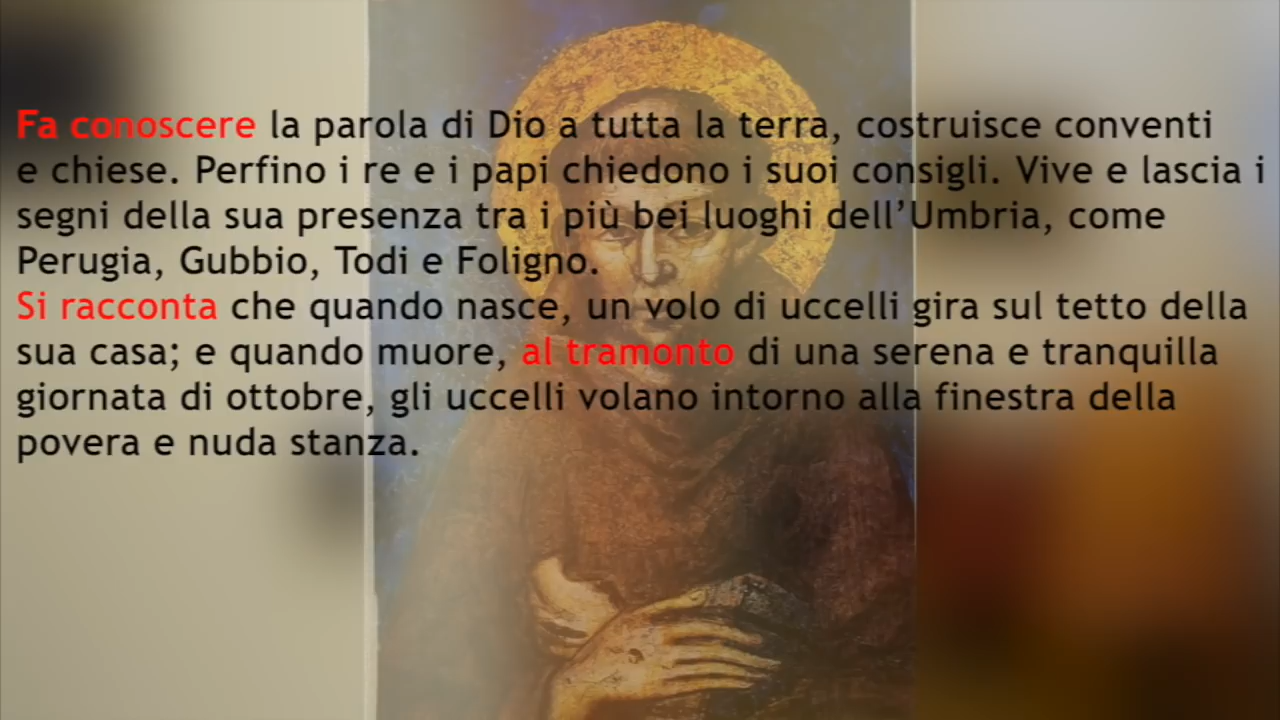 Fa conoscere la parola di Dio a tutta la terra, costruisce conventi
e chiese. Perfino i re e i papi chiedono i suoi consigli. Vive e lascia i
segni della sua presenza tra i più bei luoghi dell’Umbria, come
Perugia, Gubbio, Todi e Foligno.
Si racconta che quando nasce, un volo di uccelli gira sul tetto della
sua casa; e quando muore, al tramonto di una serena e tranquilla
giornata di ottobre, gli uccelli volano intorno alla finestra della
povera e nuda stanza.